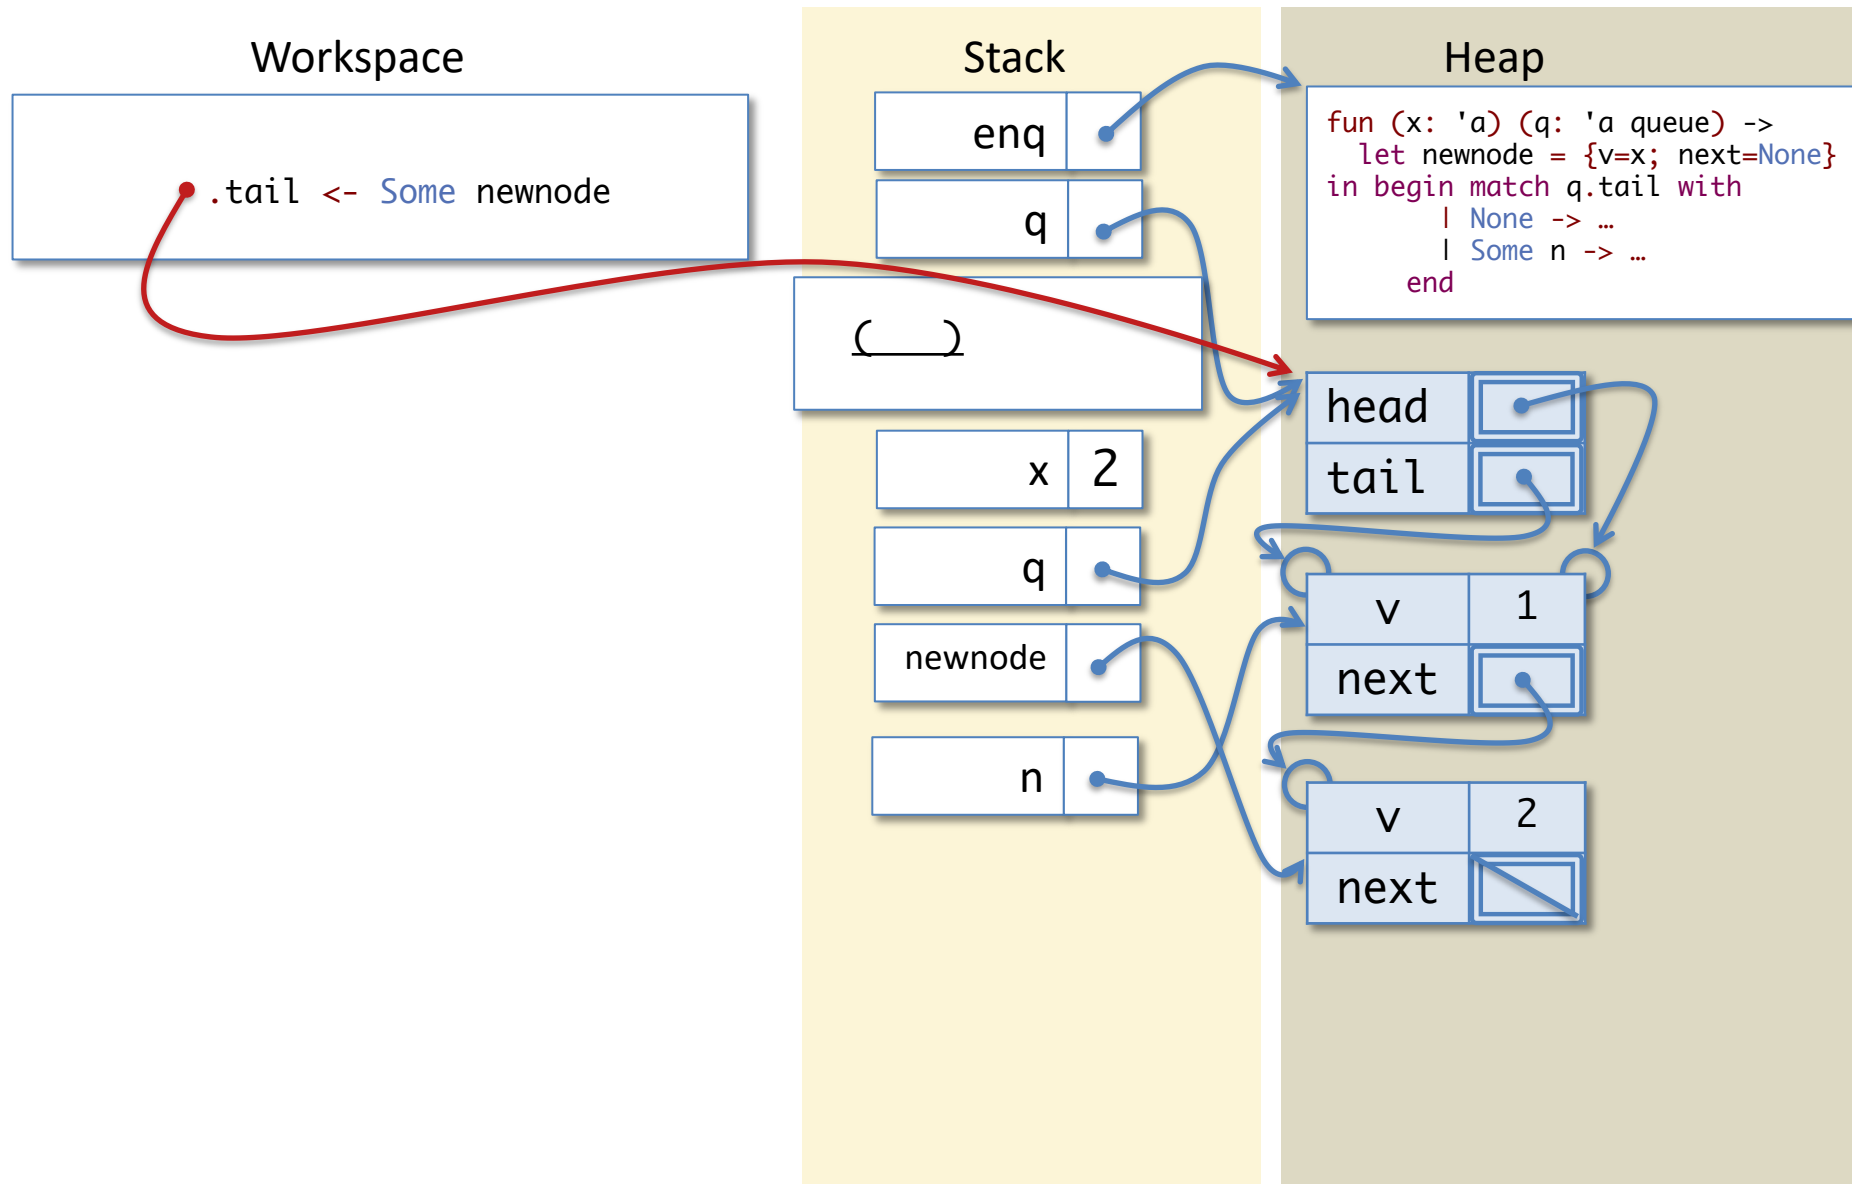 Workspace
.tail <- Some newnode
Stack
enq
q
(___)
x 2
q
newnode
n
Heap
fun (x: 'a) (q: 'a queue) ->
let newnode = {v=x; next=None}
in begin match q.tail with
| None -> …
| Some n -> …
end
head
tail
v 1
next
v 2
next